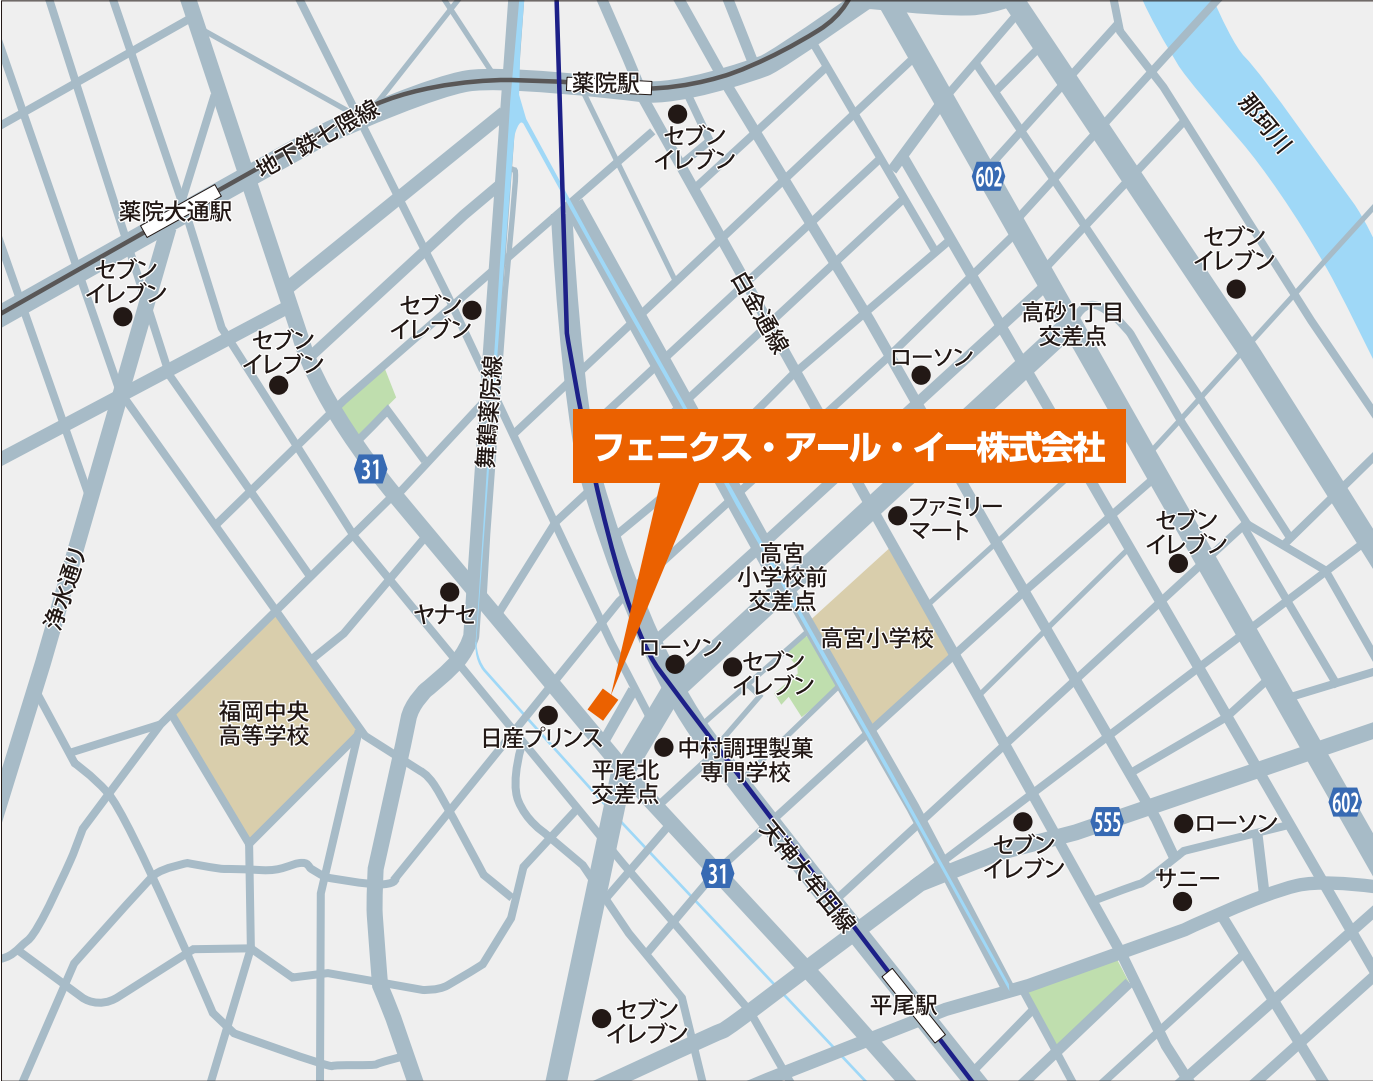 薬院駅
セブン
イレブン
地下鉄七隈線
那珂川
602
薬院大通駅
セブン
イレブン
セブン
イレブン
セブン
イレブン
セブン
イレブン
白金通線
高砂1丁目
交差点
ローソン
舞鶴薬院線
フェニクス・アール・イー株式会社
31
ファミリー
マート
セブン
イレブン
浄水通り
高宮
小学校前
交差点
ヤナセ
高宮小学校
ローソン
セブン
イレブン
福岡中央
高等学校
日産プリンス
中村調理製菓
専門学校
平尾北
交差点
602
555
ローソン
セブン
イレブン
天神大牟田線
31
サニー
平尾駅
セブン
イレブン